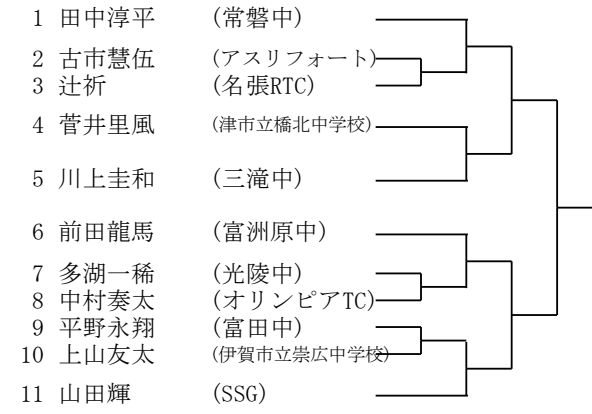 1 田中淳平 (常磐中)
2 古市慧伍 (アスリフォート)
3 辻祈 (名張RTC)
4 菅井里風 (津市立橋北中学校)
5 川上圭和 (三滝中)
6 前田龍馬 (富洲原中)
7 多湖一稀 (光陵中)
8 中村奏太 (オリンピアTC)
9 平野永翔 (富田中)
10 上山友太 (伊賀市立崇広中学校)
11 山田輝 (SSG)